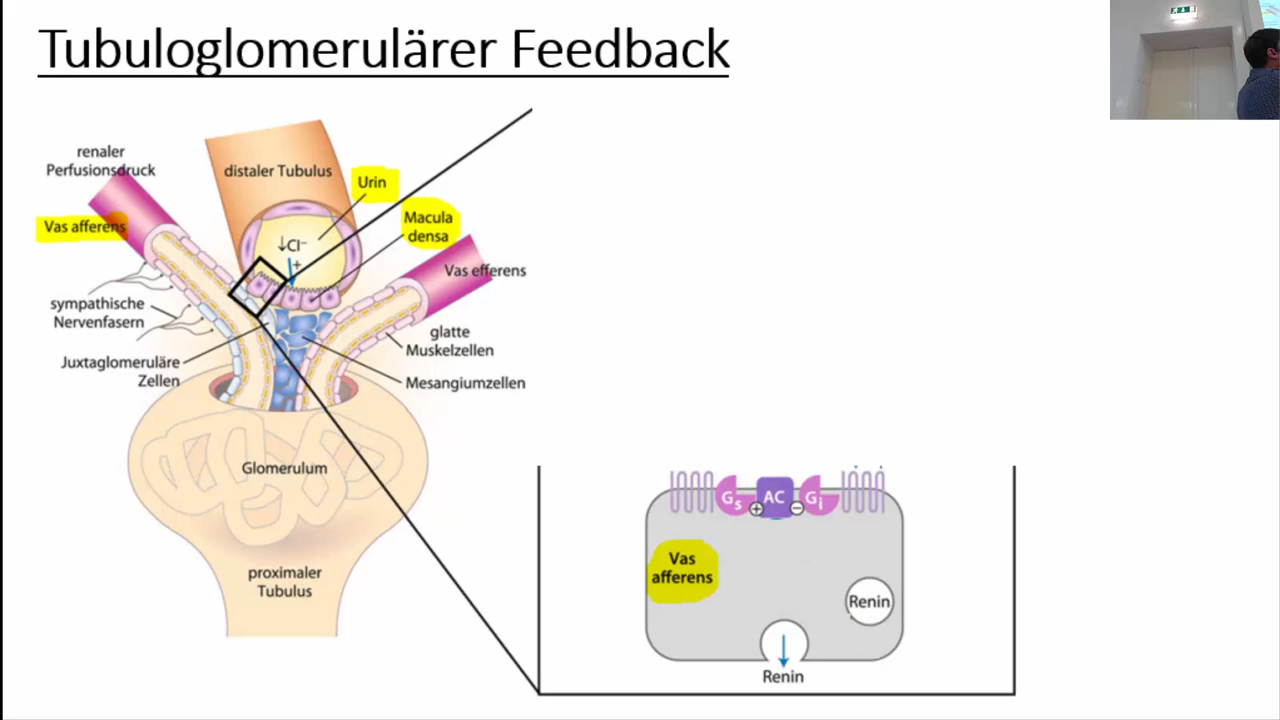 Tubuloglomerulärer Feedback
renaler
Perfusionsdruck
distaler Tubulus
Urin
Vas afferens
Macula
densa
↓Cl⁻
+
Vas efferens
sympathische
Nervenfasern
glatte
Muskelzellen
Juxtaglomeruläre
Zellen
Mesangiumzellen
Glomerulum
proximaler
Tubulus
Gs AC Gi
+ −
Vas
afferens
Renin
Renin